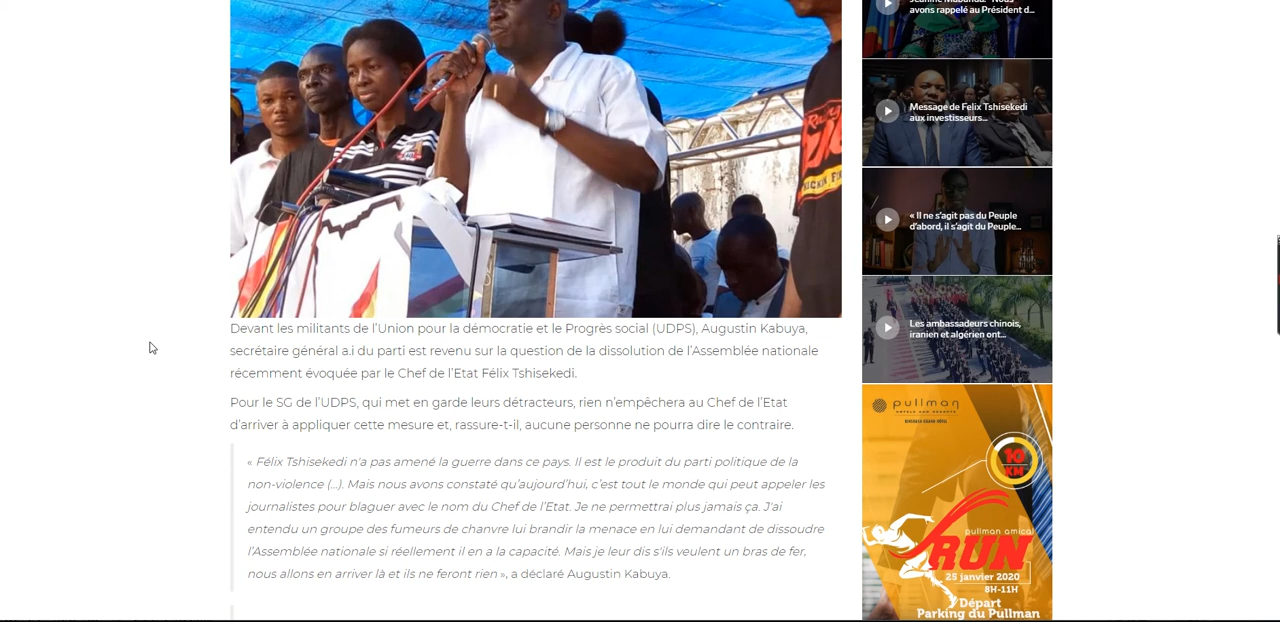 Devant les militants de l'Union pour la démocratie et le Progrès social (UDPS), Augustin Kabuya,
secrétaire général a.i du parti est revenu sur la question de la dissolution de l'Assemblée nationale
récemment évoquée par le Chef de l'Etat Félix Tshisekedi.
Pour le SG de l'UDPS, qui met en garde leurs détracteurs, rien n'empêchera au Chef de l'Etat
d'arriver à appliquer cette mesure et, rassure-t-il, aucune personne ne pourra dire le contraire.
« Félix Tshisekedi n'a pas amené la guerre dans ce pays. Il est le produit du parti politique de la
non-violence (...). Mais nous avons constaté qu'aujourd'hui, c'est tout le monde qui peut appeler les
journalistes pour blaguer avec le nom du Chef de l'Etat. Je ne permettrai plus jamais ça. J'ai
entendu un groupe des fumeurs de chanvre lui brandir la menace en lui demandant de dissoudre
l'Assemblée nationale si réellement il en a la capacité. Mais je leur dis s'ils veulent un bras de fer,
nous allons en arriver là et ils ne feront rien », a déclaré Augustin Kabuya.
avons rappelé au Président d...
Message de Felix Tshisekedi
aux investisseurs...
« Il ne s'agit pas du Peuple
d'abord, il s'agit du Peuple...
Les ambassadeurs chinois,
iranien et algérien ont...
pullman
10
KM
pullman amical
RUN
25 janvier 2020
8H-11H
Départ
Parking du Pullman